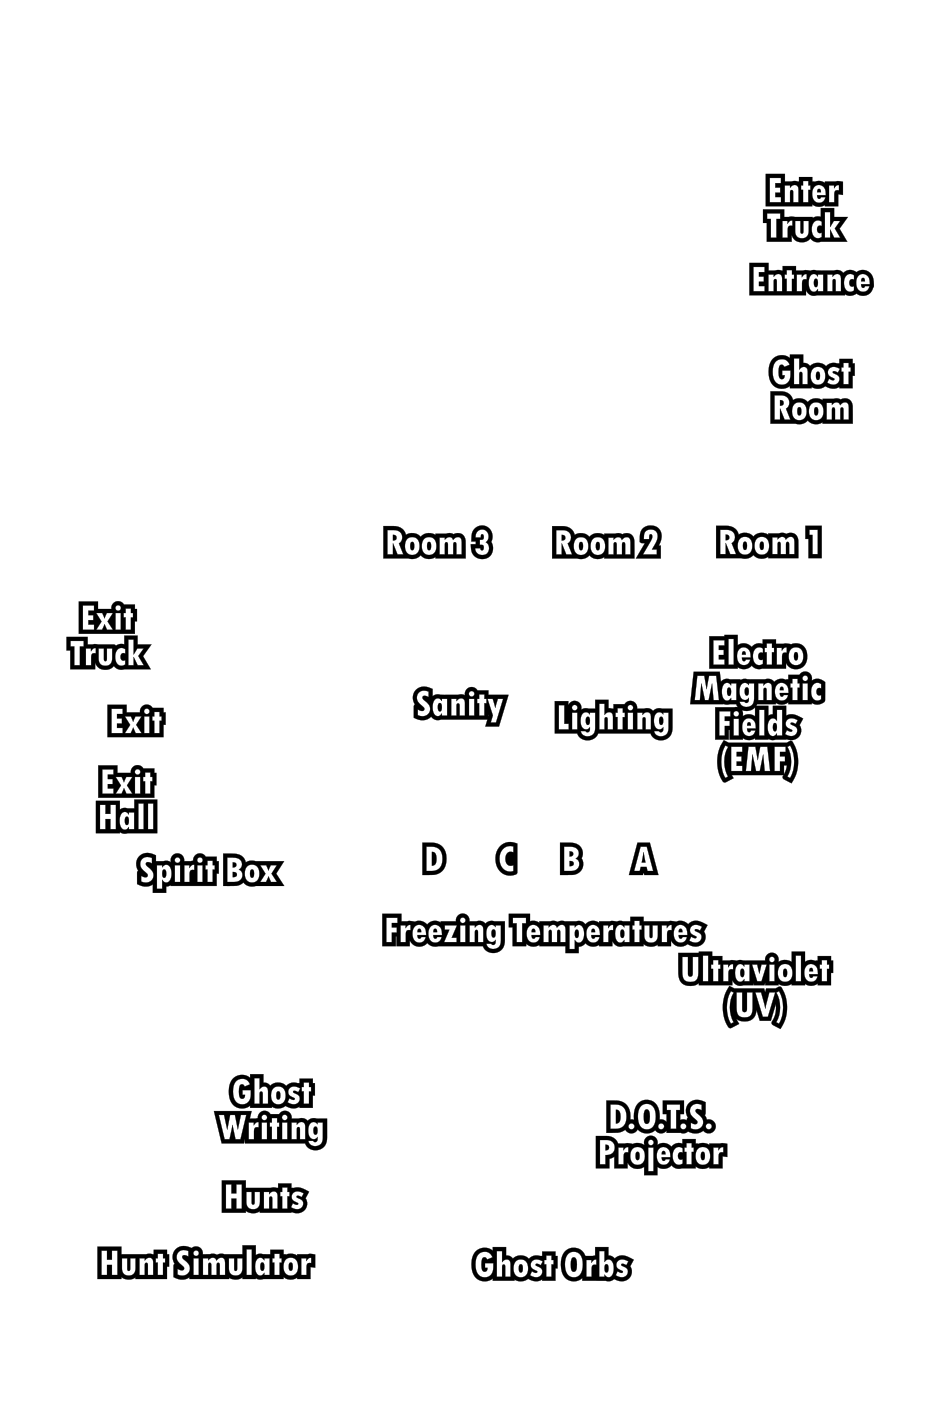 Enter
Truck
Entrance
Ghost
Room
Room 3 Room 2 Room 1
Exit
Truck
Electro
Magnetic
Fields
(EMF)
Sanity
Lighting
Exit
Exit
Hall
Spirit Box
D C B A
Freezing Temperatures
Ultraviolet
(UV)
Ghost
Writing
D.O.T.S.
Projector
Hunts
Hunt Simulator
Ghost Orbs